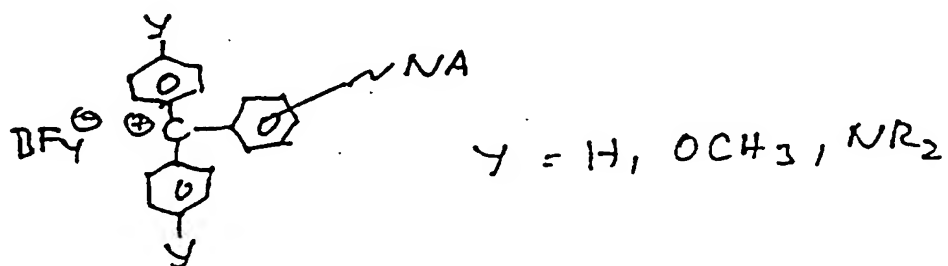 Y
NA
BF4⊖ ⊕ C
Y = H, OCH3, NR2
Y